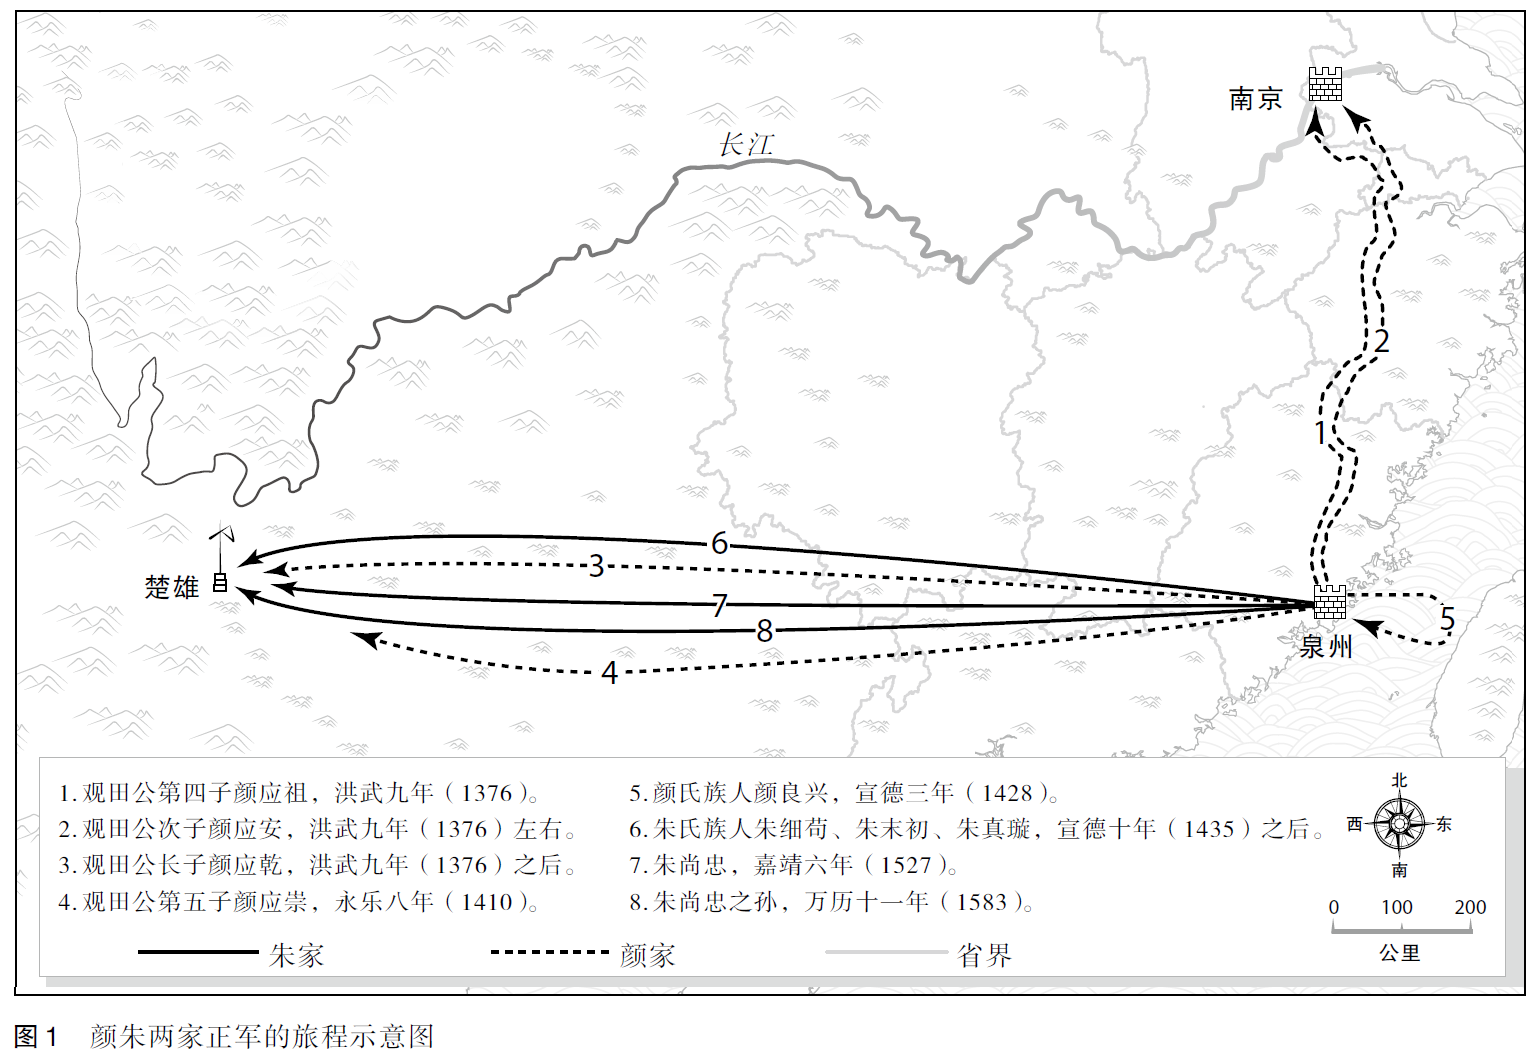 南京
长江
2
1
6
3
楚雄
7
8
5
泉州
4
1. 观田公第四子颜应祖，洪武九年（1376）。
2. 观田公次子颜应安，洪武九年（1376）左右。
3. 观田公长子颜应乾，洪武九年（1376）之后。
4. 观田公第五子颜应崇，永乐八年（1410）。
5. 颜氏族人颜良兴，宣德三年（1428）。
6. 朱氏族人朱细苟、朱末初、朱真璇，宣德十年（1435）之后。
7. 朱尚忠，嘉靖六年（1527）。
8. 朱尚忠之孙，万历十一年（1583）。
北
西 东
南
0 100 200
公里
朱家 颜家 省界
图 1 颜朱两家正军的旅程示意图